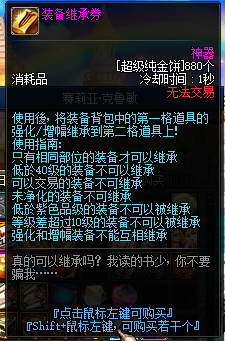 装备继承券
神器
[超级纯金饼]880个
消耗品
冷却时间：1秒
无法交易
赛莉亚·克鲁敏
使用後，将装备背包中的第一格道具的
强化/增幅继承到第二格道具上!
使用指南:
只有相同部位的装备才可以继承
低於40级的装备不可以继承
可以交易的装备不可继承
未净化的装备不可继承
低於紫色品级的装备不可以被继承
等级差超过10级的装备不可以被继承
强化和增幅装备不能互相继承
真的可以继承吗？我读的书少，你不要
骗我……
『点击鼠标左键可购买』
『Shift+鼠标左键，可购买若干个』